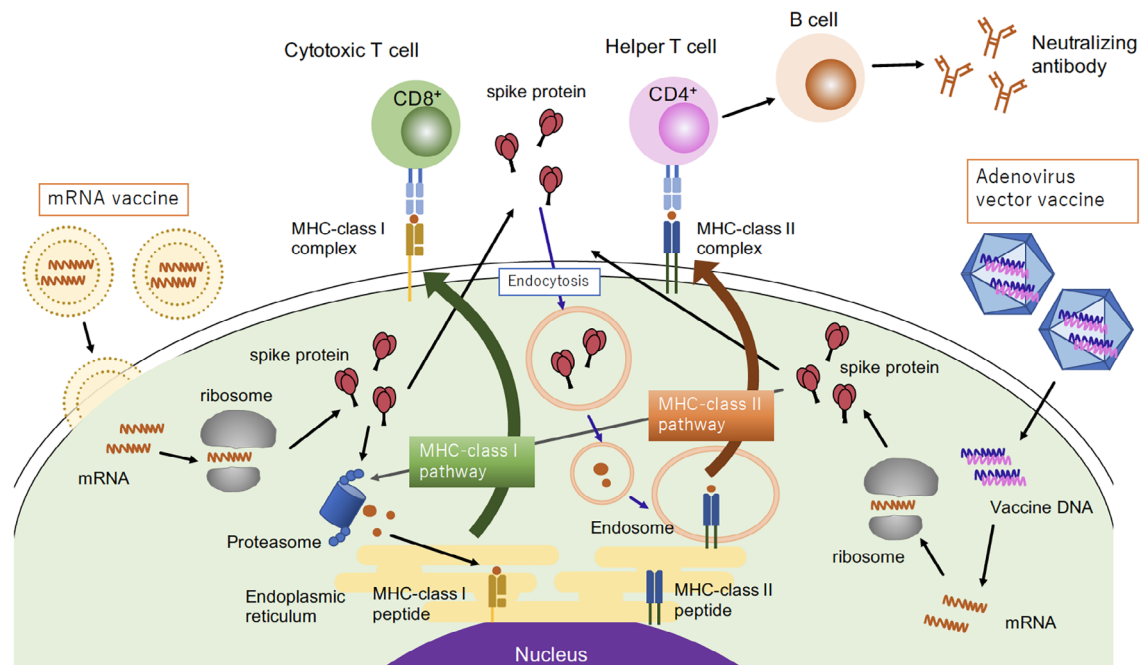 B cell
Cytotoxic T cell
Helper T cell
Neutralizing
antibody
CD8+
spike protein
CD4+
mRNA vaccine
Adenovirus
vector vaccine
MHC-class I
complex
MHC-class II
complex
Endocytosis
spike protein
spike protein
ribosome
MHC-class II
pathway
MHC-class I
pathway
mRNA
Vaccine DNA
Endosome
Proteasome
ribosome
Endoplasmic
reticulum
MHC-class I
peptide
MHC-class II
peptide
mRNA
Nucleus